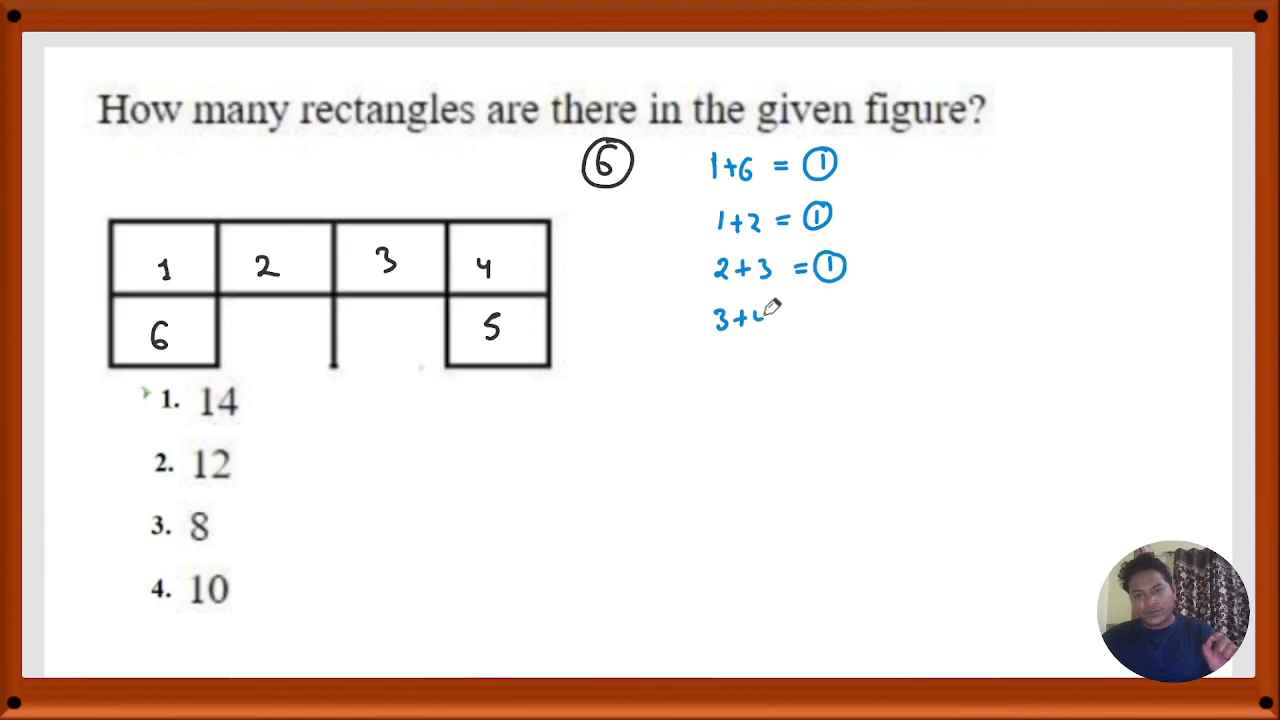 How many rectangles are there in the given figure?
6
1+6 = 1
1+2 = 1
2+3 = 1
3+4
1 2 3 4
6 5
1. 14
2. 12
3. 8
4. 10